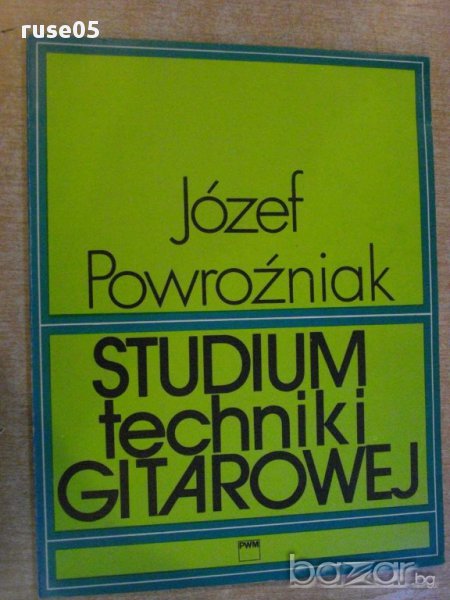 ruse05
Józef
Powroźniak
STUDIUM
techniki
GITAROWEJ
PWM
bazar.bg